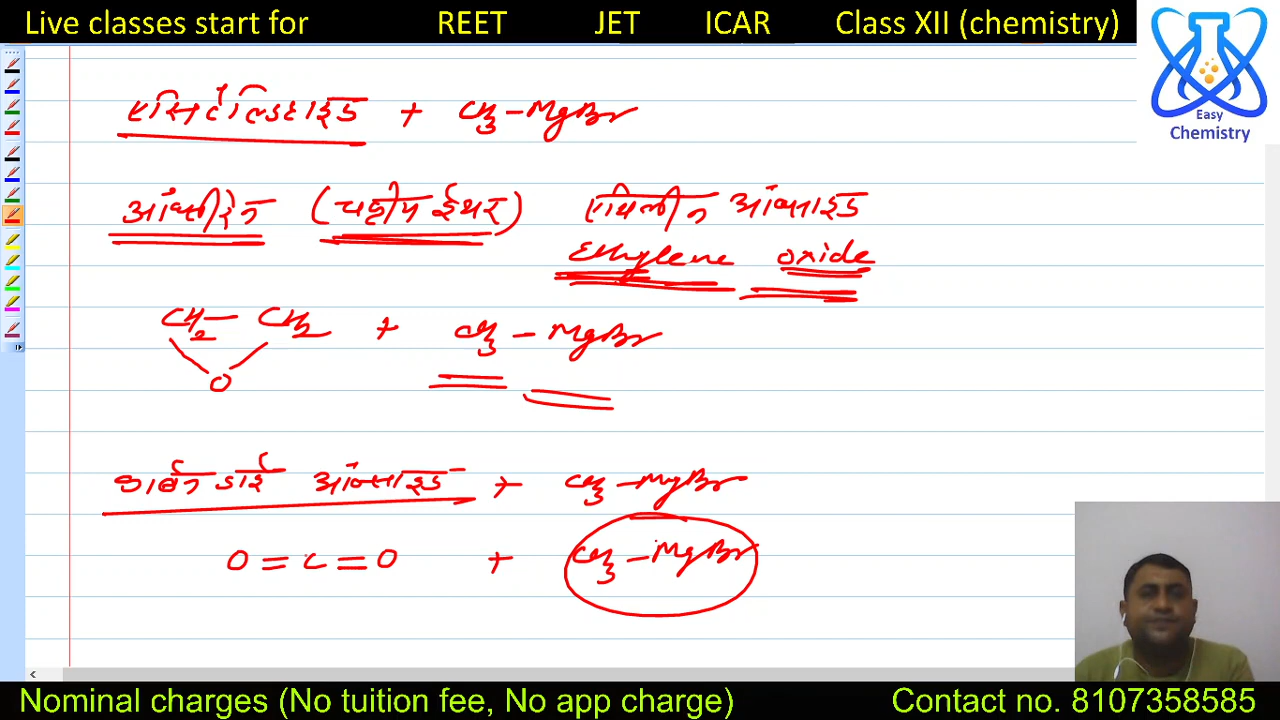 Live classes start for REET JET ICAR Class XII (chemistry)
Easy
Chemistry
एसिटेल्डिहाइड + CH3-MgBr
ऑक्सीरेन (चक्रीय ईथर) एथिलीन ऑक्साइड
Ethylene oxide
CH2-CH2 + CH3-MgBr
O
कार्बन डाई ऑक्साइड + CH3-MgBr
O=C=O + CH3-MgBr
Nominal charges (No tuition fee, No app charge) Contact no. 8107358585